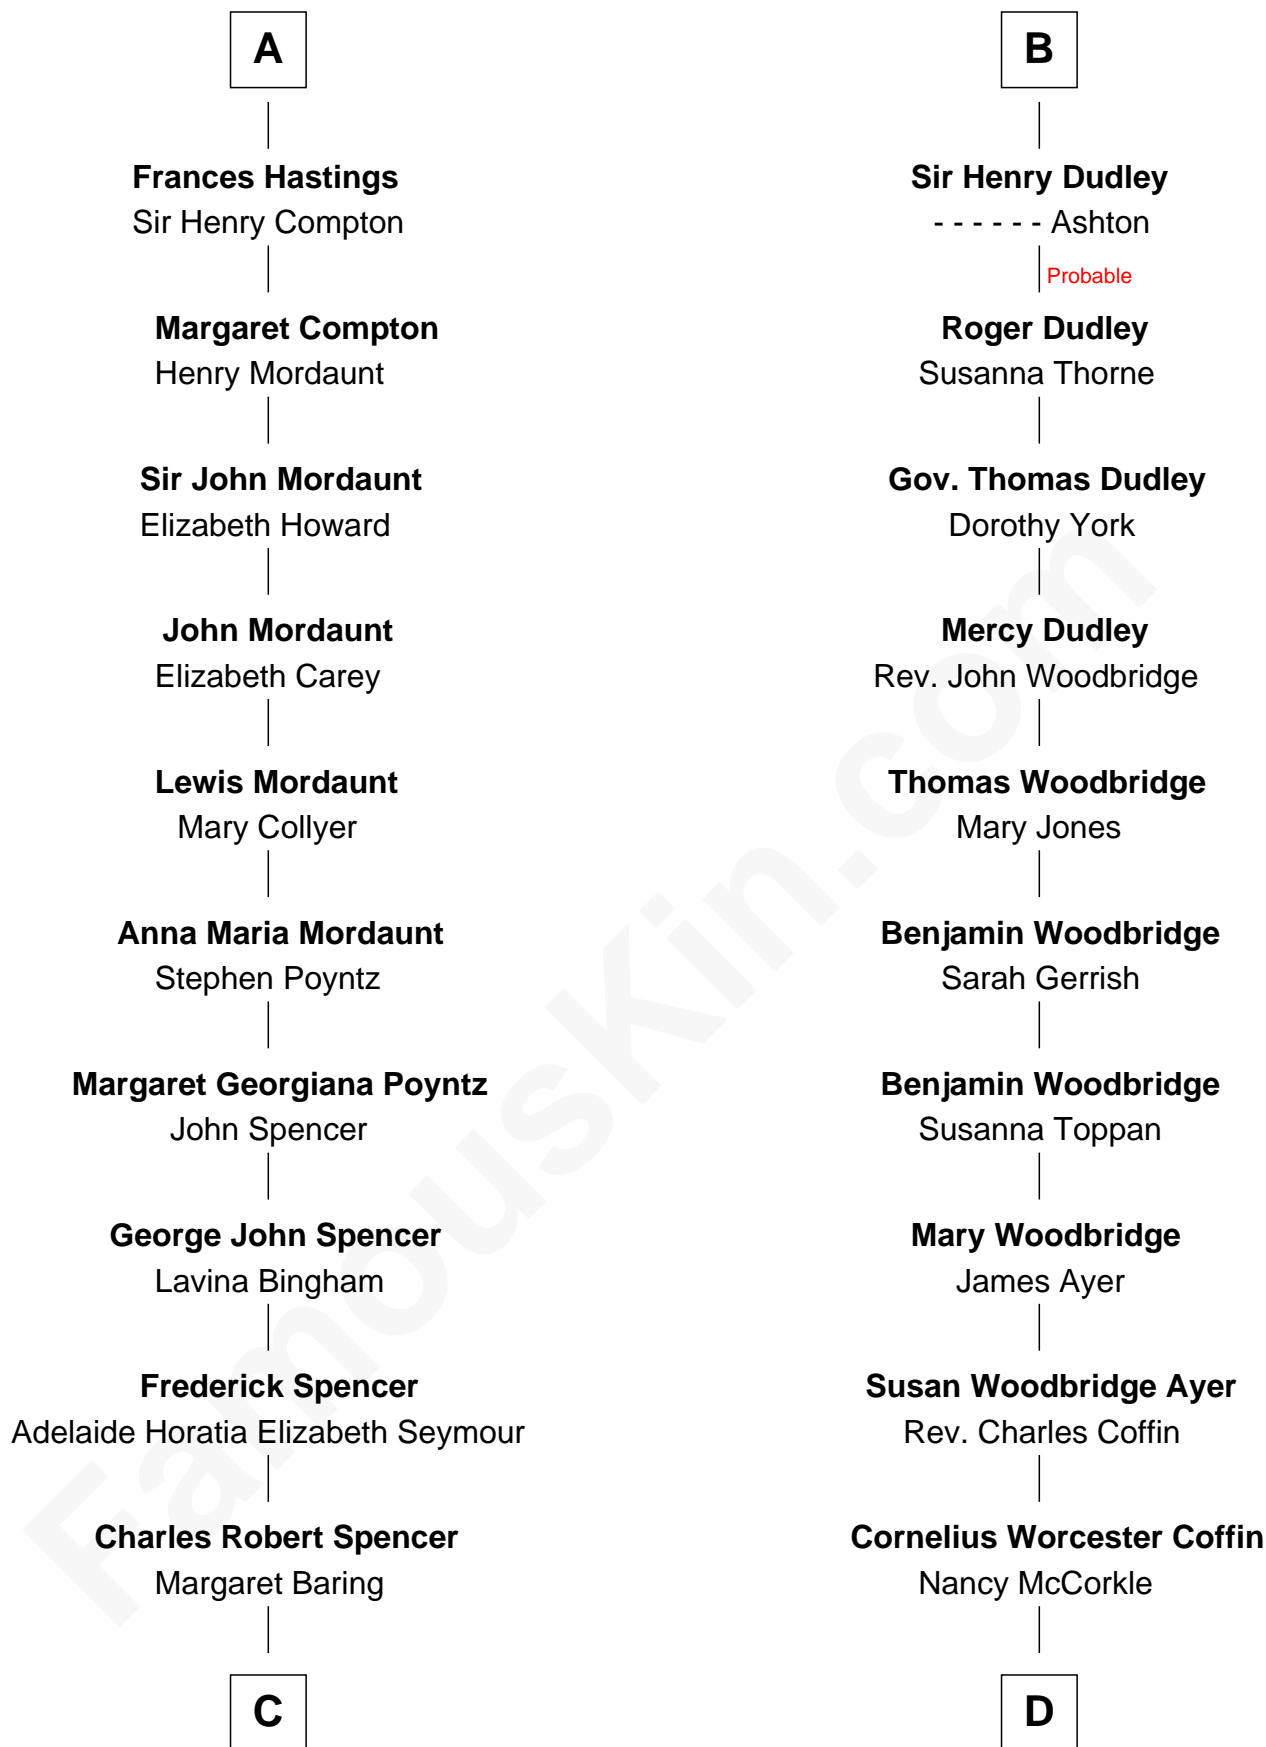 A
Frances Hastings
Sir Henry Compton
Margaret Compton
Henry Mordaunt
Sir John Mordaunt
Elizabeth Howard
John Mordaunt
Elizabeth Carey
Lewis Mordaunt
Mary Collyer
Anna Maria Mordaunt
Stephen Poyntz
Margaret Georgiana Poyntz
John Spencer
George John Spencer
Lavina Bingham
Frederick Spencer
Adelaide Horatia Elizabeth Seymour
Charles Robert Spencer
Margaret Baring
C
B
Sir Henry Dudley
- - - - - - Ashton
Probable
Roger Dudley
Susanna Thorne
Gov. Thomas Dudley
Dorothy York
Mercy Dudley
Rev. John Woodbridge
Thomas Woodbridge
Mary Jones
Benjamin Woodbridge
Sarah Gerrish
Benjamin Woodbridge
Susanna Toppan
Mary Woodbridge
James Ayer
Susan Woodbridge Ayer
Rev. Charles Coffin
Cornelius Worcester Coffin
Nancy McCorkle
D
FamousKin.com